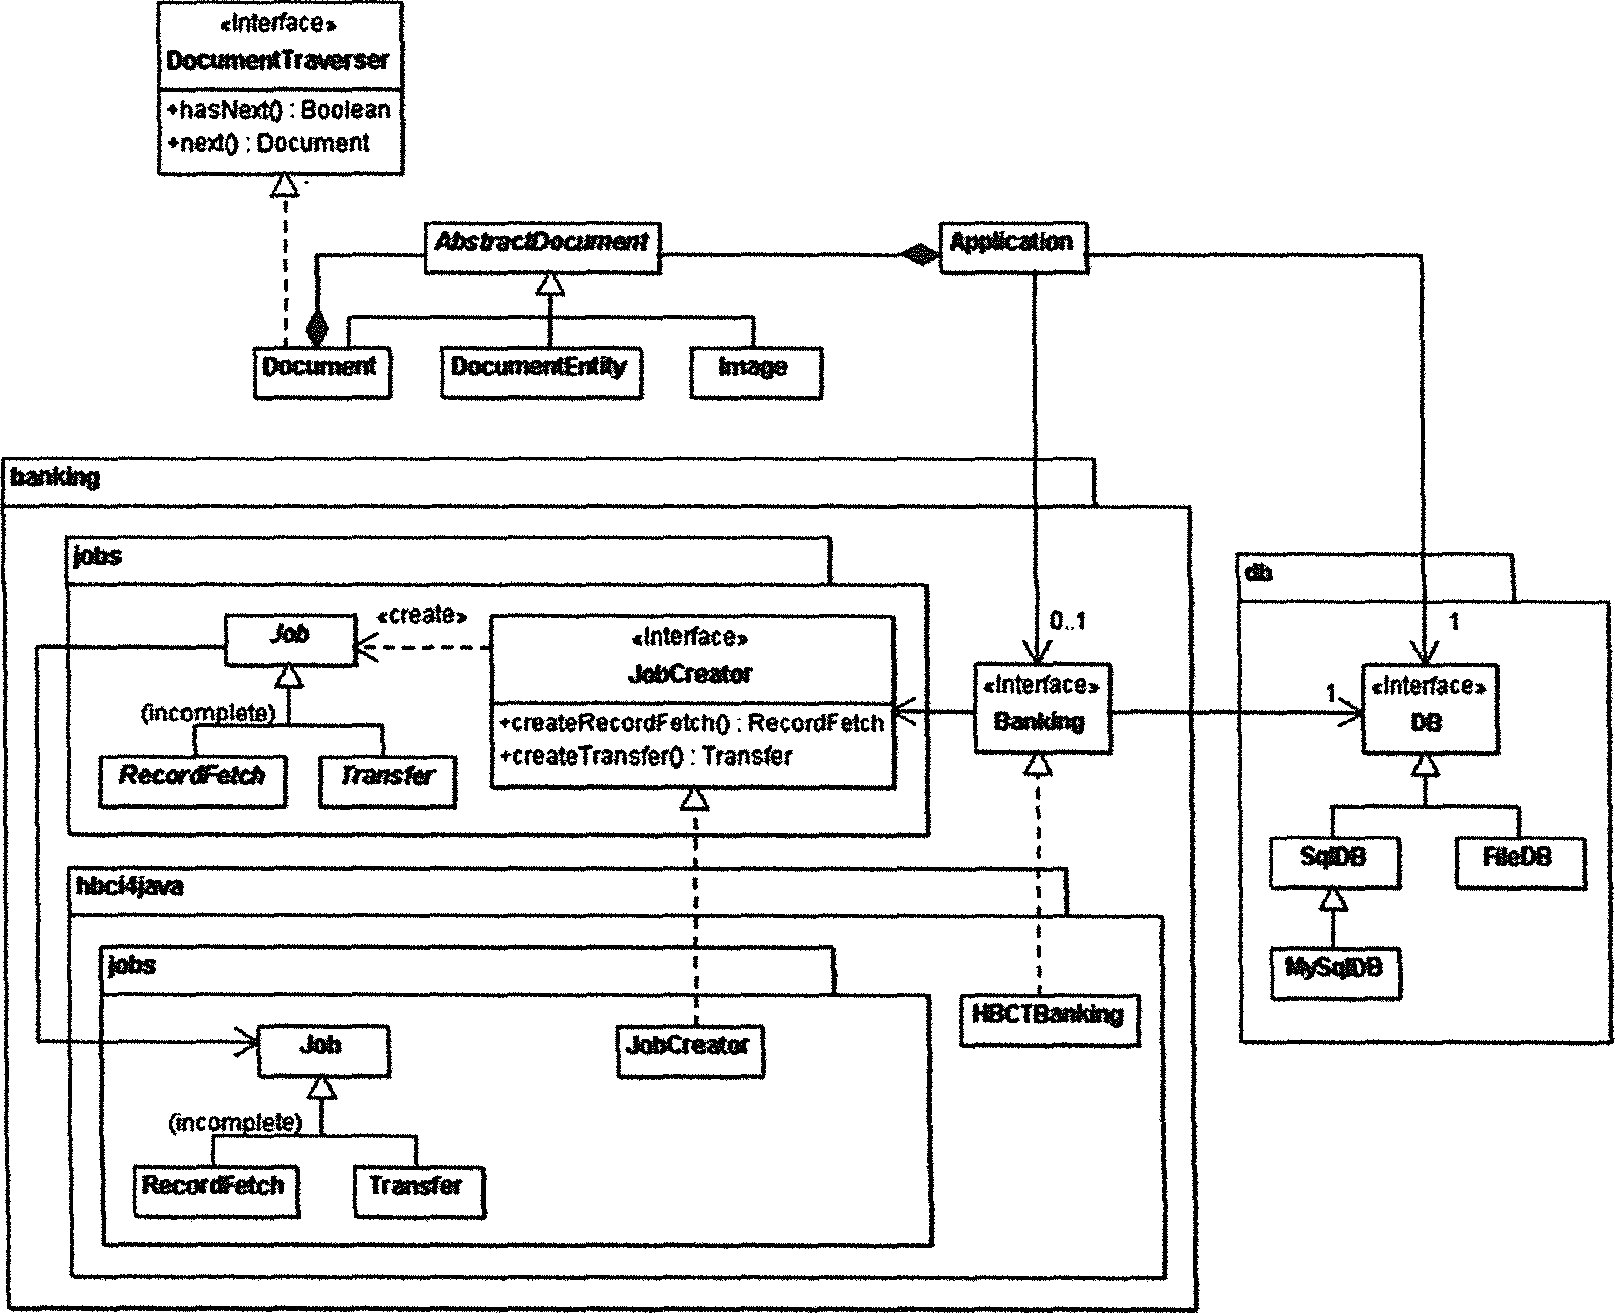 «Interface»
DocumentTraverser
+hasNext() : Boolean
+next() : Document
AbstractDocument
Application
Document
DocumentEntity
Image
banking
jobs
Job
«create»
«Interface»
JobCreator
+createRecordFetch() : RecordFetch
+createTransfer() : Transfer
(incomplete)
RecordFetch
Transfer
0..1
«Interface»
Banking
1
db
1
«Interface»
DB
SqlDB
FileDB
MySqlDB
hbci4java
jobs
Job
JobCreator
HBCTBanking
(incomplete)
RecordFetch
Transfer